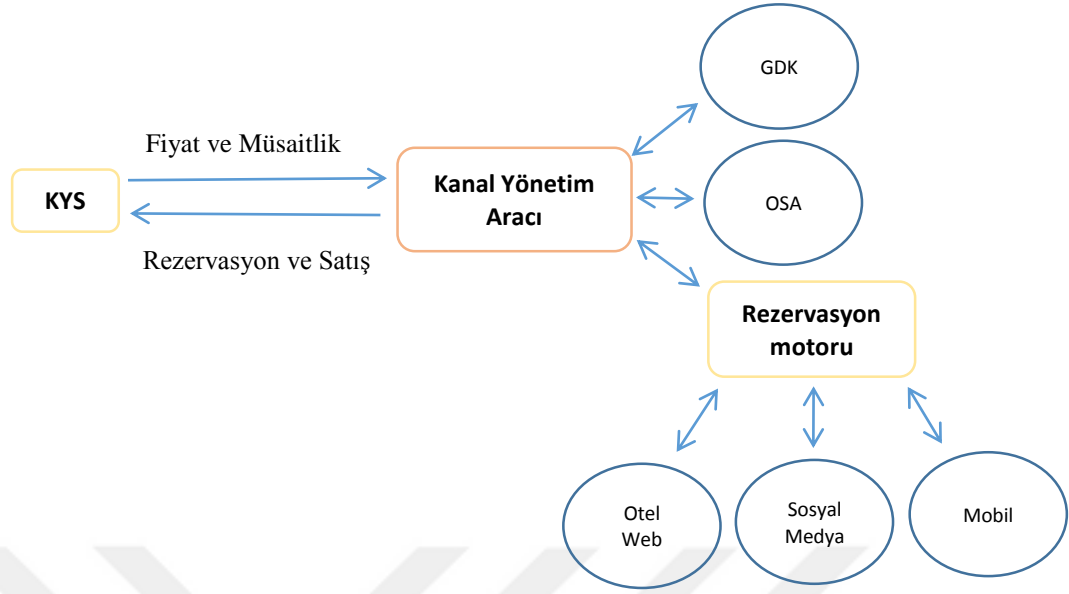 GDK
Fiyat ve Müsaitlik
KYS
Kanal Yönetim
Aracı
OSA
Rezervasyon ve Satış
Rezervasyon
motoru
Otel
Web
Sosyal
Medya
Mobil